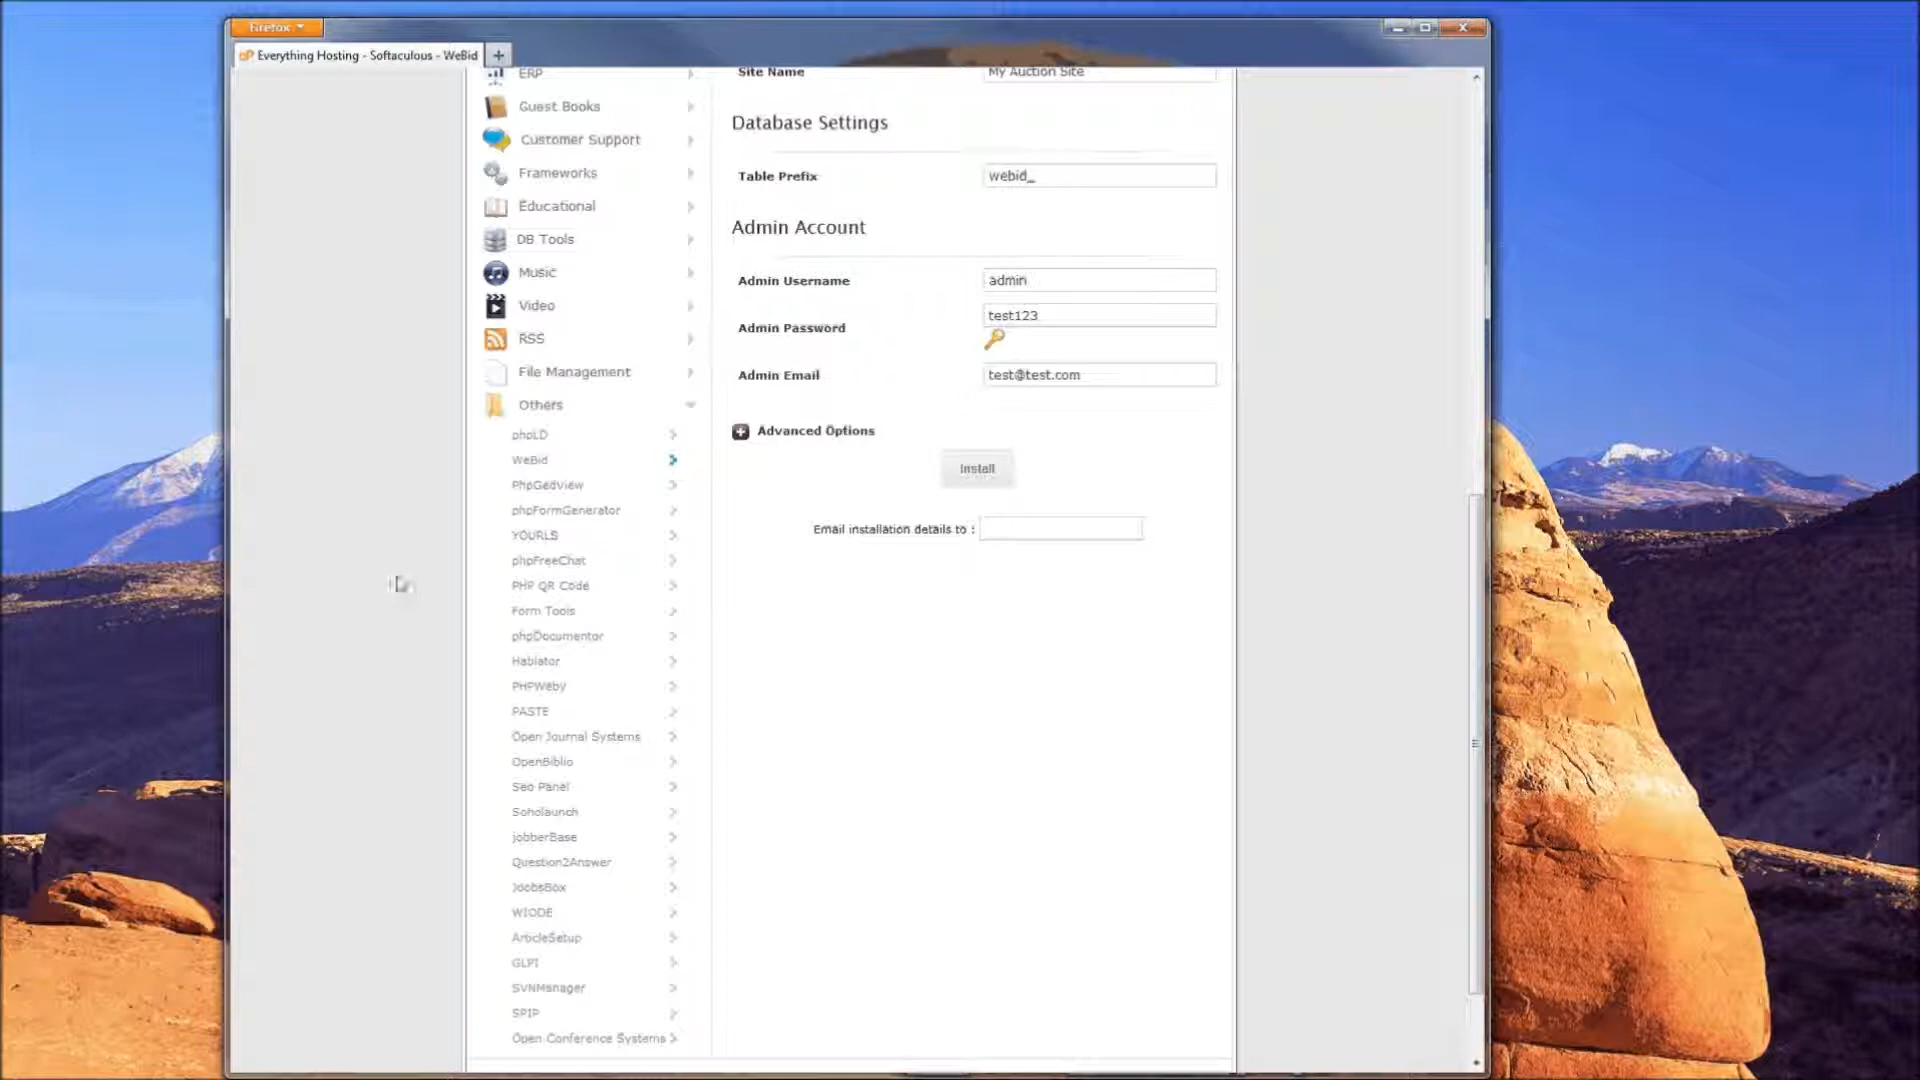 Firefox
cP Everything Hosting - Softaculous - WeBid
+
ERP
Site Name My Auction Site
Guest Books
Database Settings
Customer Support
Frameworks
Table Prefix webid_
Educational
Admin Account
DB Tools
Music
Admin Username admin
Video
test123
Admin Password
RSS
File Management
Admin Email test@test.com
Others
Advanced Options
phpLD
WeBid
Install
PhpGedView
phpFormGenerator
Email installation details to :
YOURLS
phpFreeChat
PHP QR Code
Form Tools
phpDocumentor
Hablator
PHPWeby
PASTE
Open Journal Systems
OpenBiblio
Seo Panel
Soholaunch
jobberBase
Question2Answer
JoobsBox
WIODE
ArticleSetup
GLPI
SVNManager
SPIP
Open Conference Systems